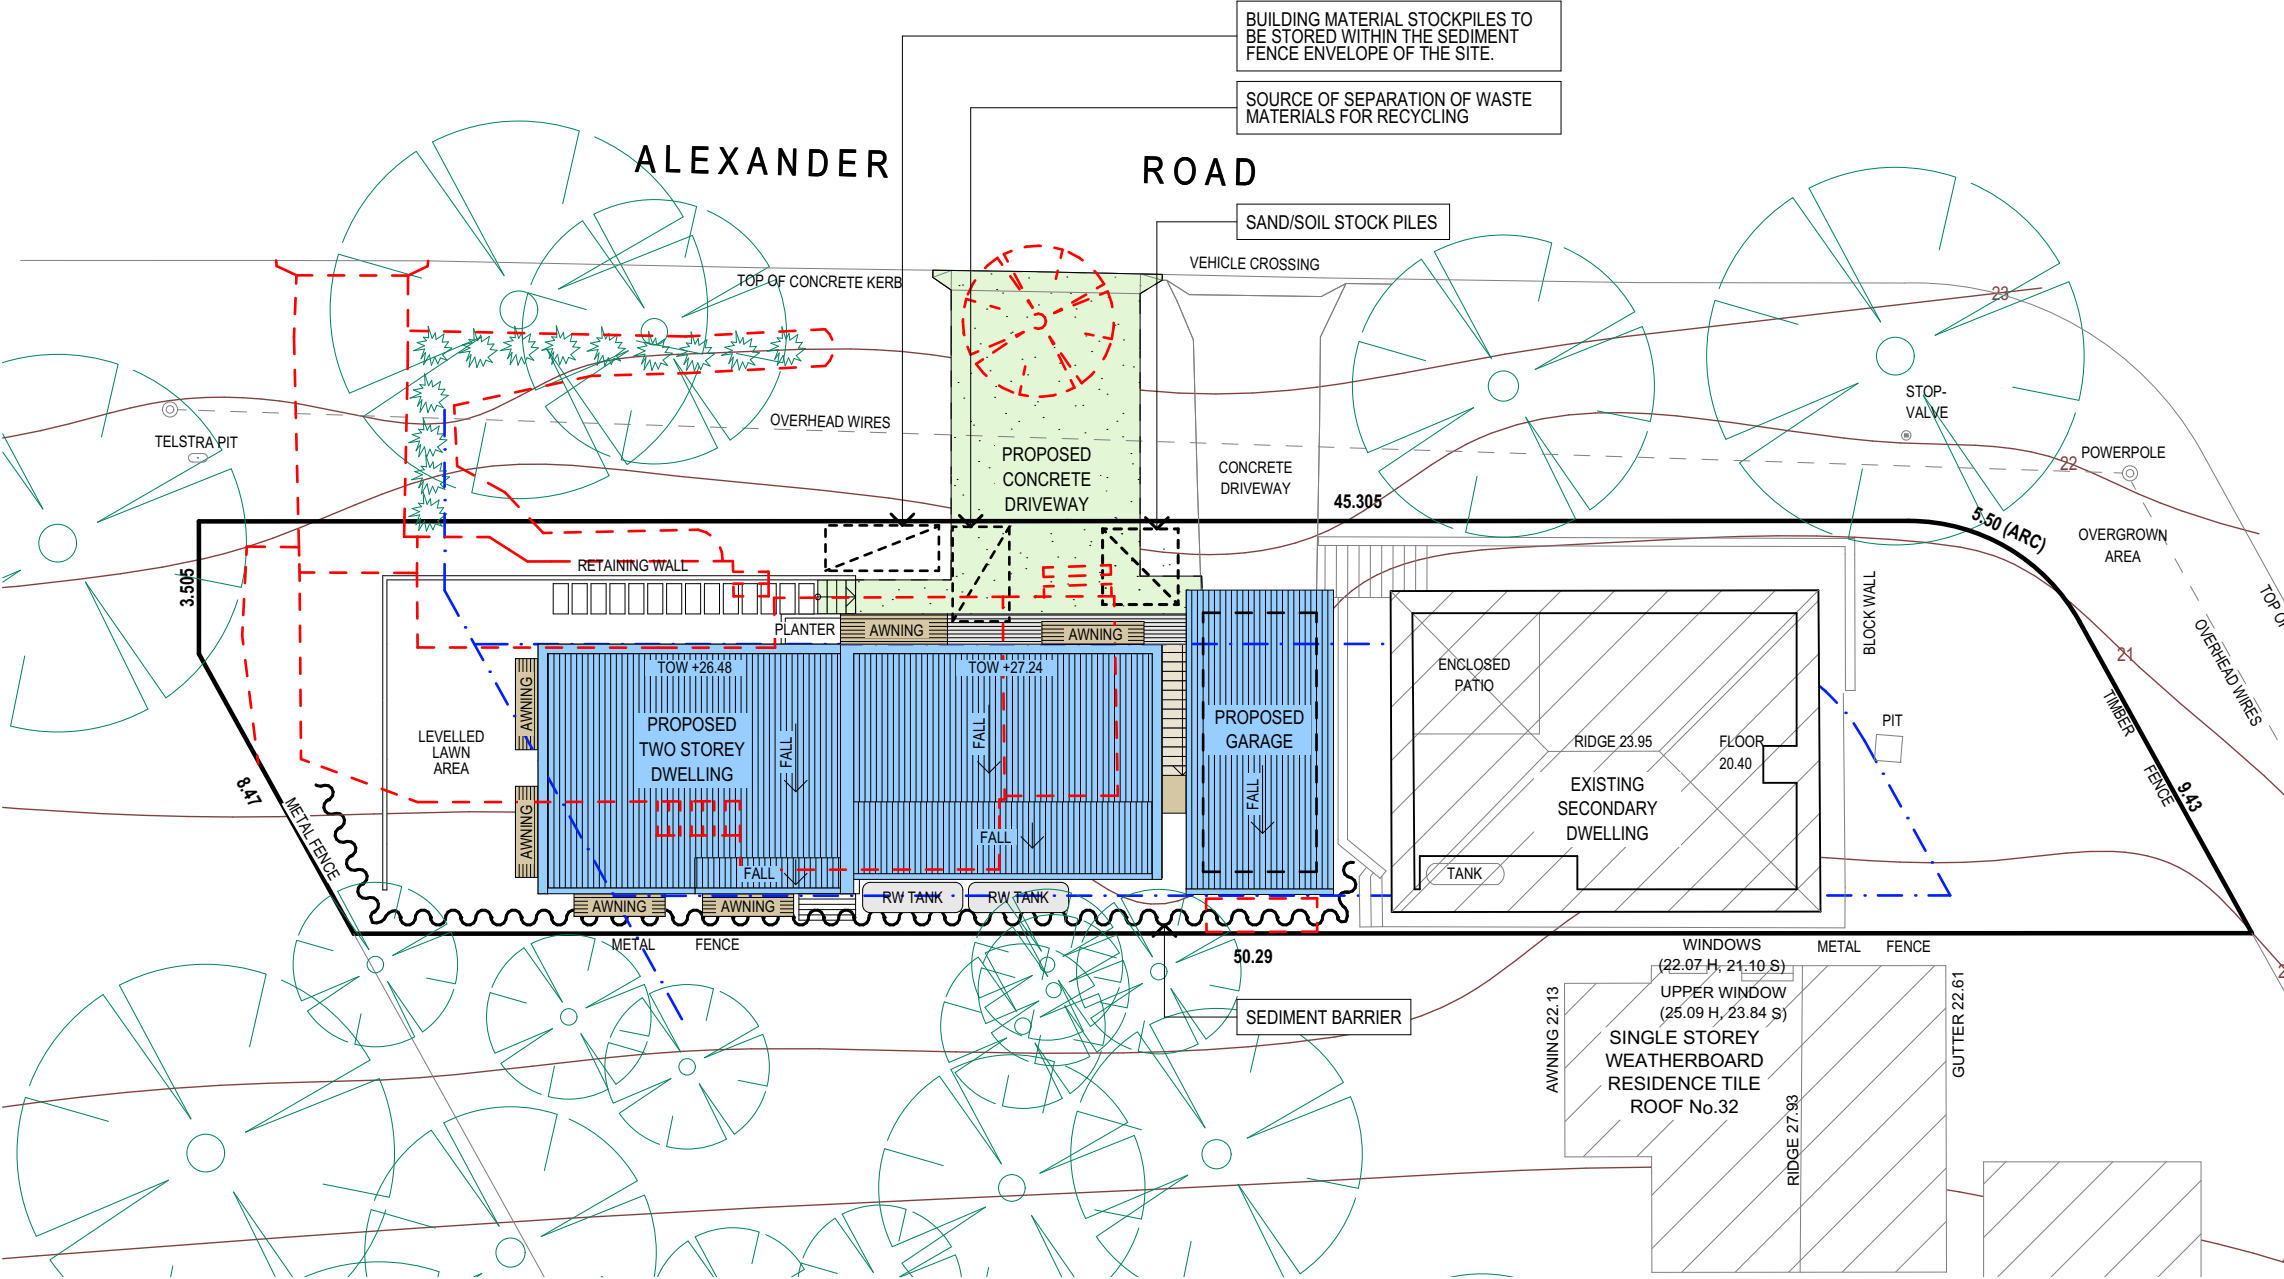 BUILDING MATERIAL STOCKPILES TO
BE STORED WITHIN THE SEDIMENT
FENCE ENVELOPE OF THE SITE.
SOURCE OF SEPARATION OF WASTE
MATERIALS FOR RECYCLING
ALEXANDER ROAD
SAND/SOIL STOCK PILES
VEHICLE CROSSING
TOP OF CONCRETE KERB
23
STOP-
VALVE
OVERHEAD WIRES
TELSTRA PIT
POWERPOLE
22
PROPOSED
CONCRETE
DRIVEWAY
CONCRETE
DRIVEWAY
45.305
5.50 (ARC)
OVERGROWN
AREA
RETAINING WALL
3.505
BLOCK WALL
TOP OF
PLANTER
AWNING
AWNING
OVERHEAD WIRES
21
TOW +26.48
TOW +27.24
ENCLOSED
PATIO
AWNING
PROPOSED
TWO STOREY
DWELLING
FALL
FALL
PROPOSED
GARAGE
FALL
RIDGE 23.95
FLOOR
20.40
PIT
TIMBER
FENCE
9.43
LEVELLED
LAWN
AREA
8.47
METAL FENCE
EXISTING
SECONDARY
DWELLING
AWNING
FALL
FALL
TANK
AWNING
AWNING
RW TANK
RW TANK
METAL FENCE
50.29
WINDOWS
(22.07 H, 21.10 S)
METAL FENCE
UPPER WINDOW
(25.09 H, 23.84 S)
SEDIMENT BARRIER
AWNING 22.13
GUTTER 22.61
SINGLE STOREY
WEATHERBOARD
RESIDENCE TILE
ROOF No.32
RIDGE 27.93